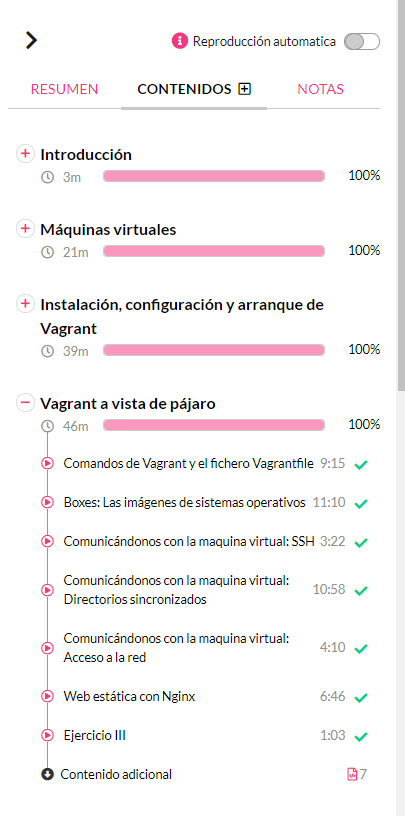 Reproducción automatica
RESUMEN
CONTENIDOS
NOTAS
Introducción
3m
100%
Máquinas virtuales
21m
100%
Instalación, configuración y arranque de
Vagrant
39m
100%
Vagrant a vista de pájaro
46m
100%
Comandos de Vagrant y el fichero Vagrantfile 9:15
Boxes: Las imágenes de sistemas operativos 11:10
Comunicándonos con la maquina virtual: SSH 3:22
Comunicándonos con la maquina virtual:
Directorios sincronizados
10:58
Comunicándonos con la maquina virtual:
Acceso a la red
4:10
Web estática con Nginx 6:46
Ejercicio III 1:03
Contenido adicional 7